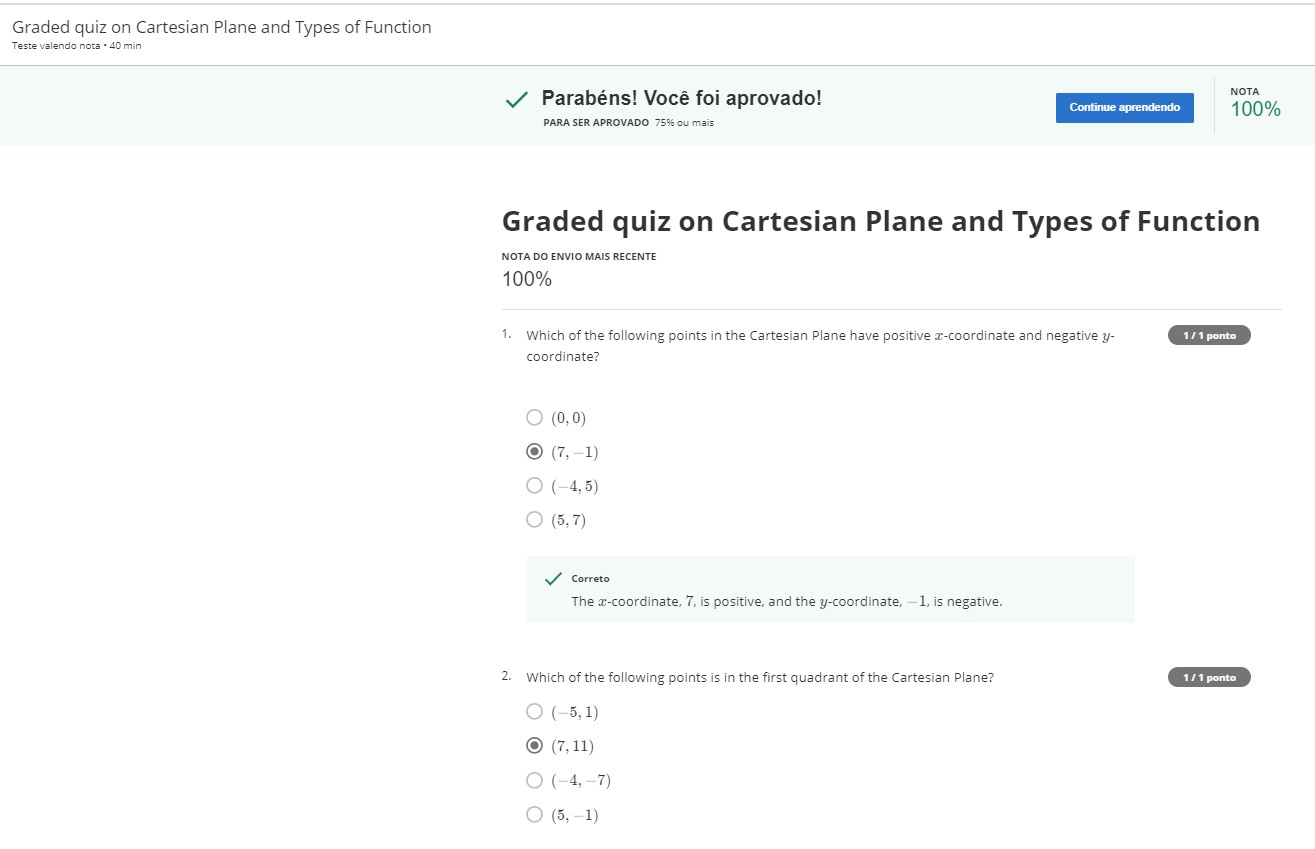 Graded quiz on Cartesian Plane and Types of Function
Teste valendo nota • 40 min
Parabéns! Você foi aprovado!
PARA SER APROVADO 75% ou mais
Continue aprendendo
NOTA
100%
Graded quiz on Cartesian Plane and Types of Function
NOTA DO ENVIO MAIS RECENTE
100%
1. Which of the following points in the Cartesian Plane have positive x-coordinate and negative y-
coordinate?
1 / 1 ponto
(0, 0)
(7, −1)
(−4, 5)
(5, 7)
Correto
The x-coordinate, 7, is positive, and the y-coordinate, −1, is negative.
2. Which of the following points is in the first quadrant of the Cartesian Plane?
1 / 1 ponto
(−5, 1)
(7, 11)
(−4, −7)
(5, −1)